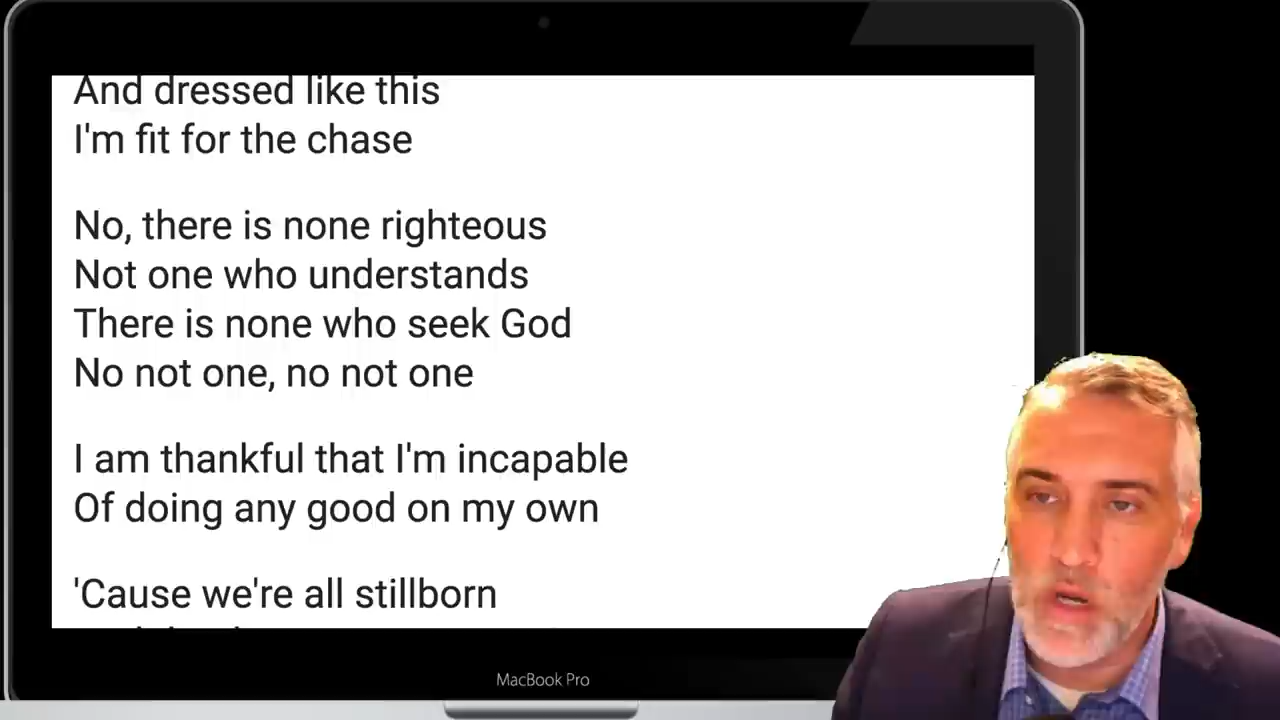 And dressed like this
I'm fit for the chase
No, there is none righteous
Not one who understands
There is none who seek God
No not one, no not one
I am thankful that I'm incapable
Of doing any good on my own
'Cause we're all stillborn
MacBook Pro